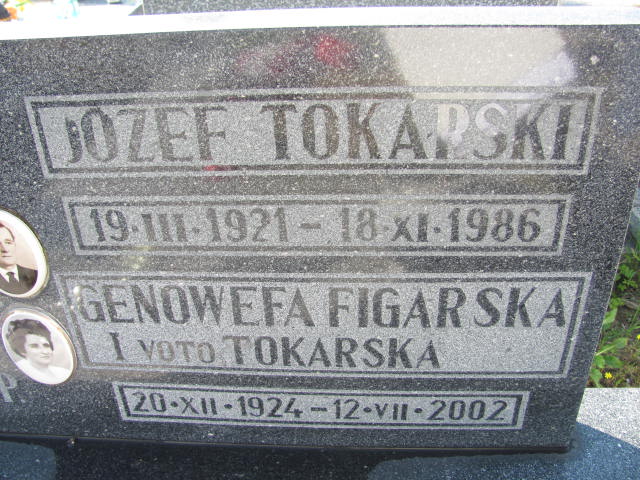 JÓZEF TOKARSKI
19·III·1921 – 18·XI·1986
GENOWEFA FIGARSKA
I VOTO TOKARSKA
20·XII·1924 – 12·VII·2002
P.